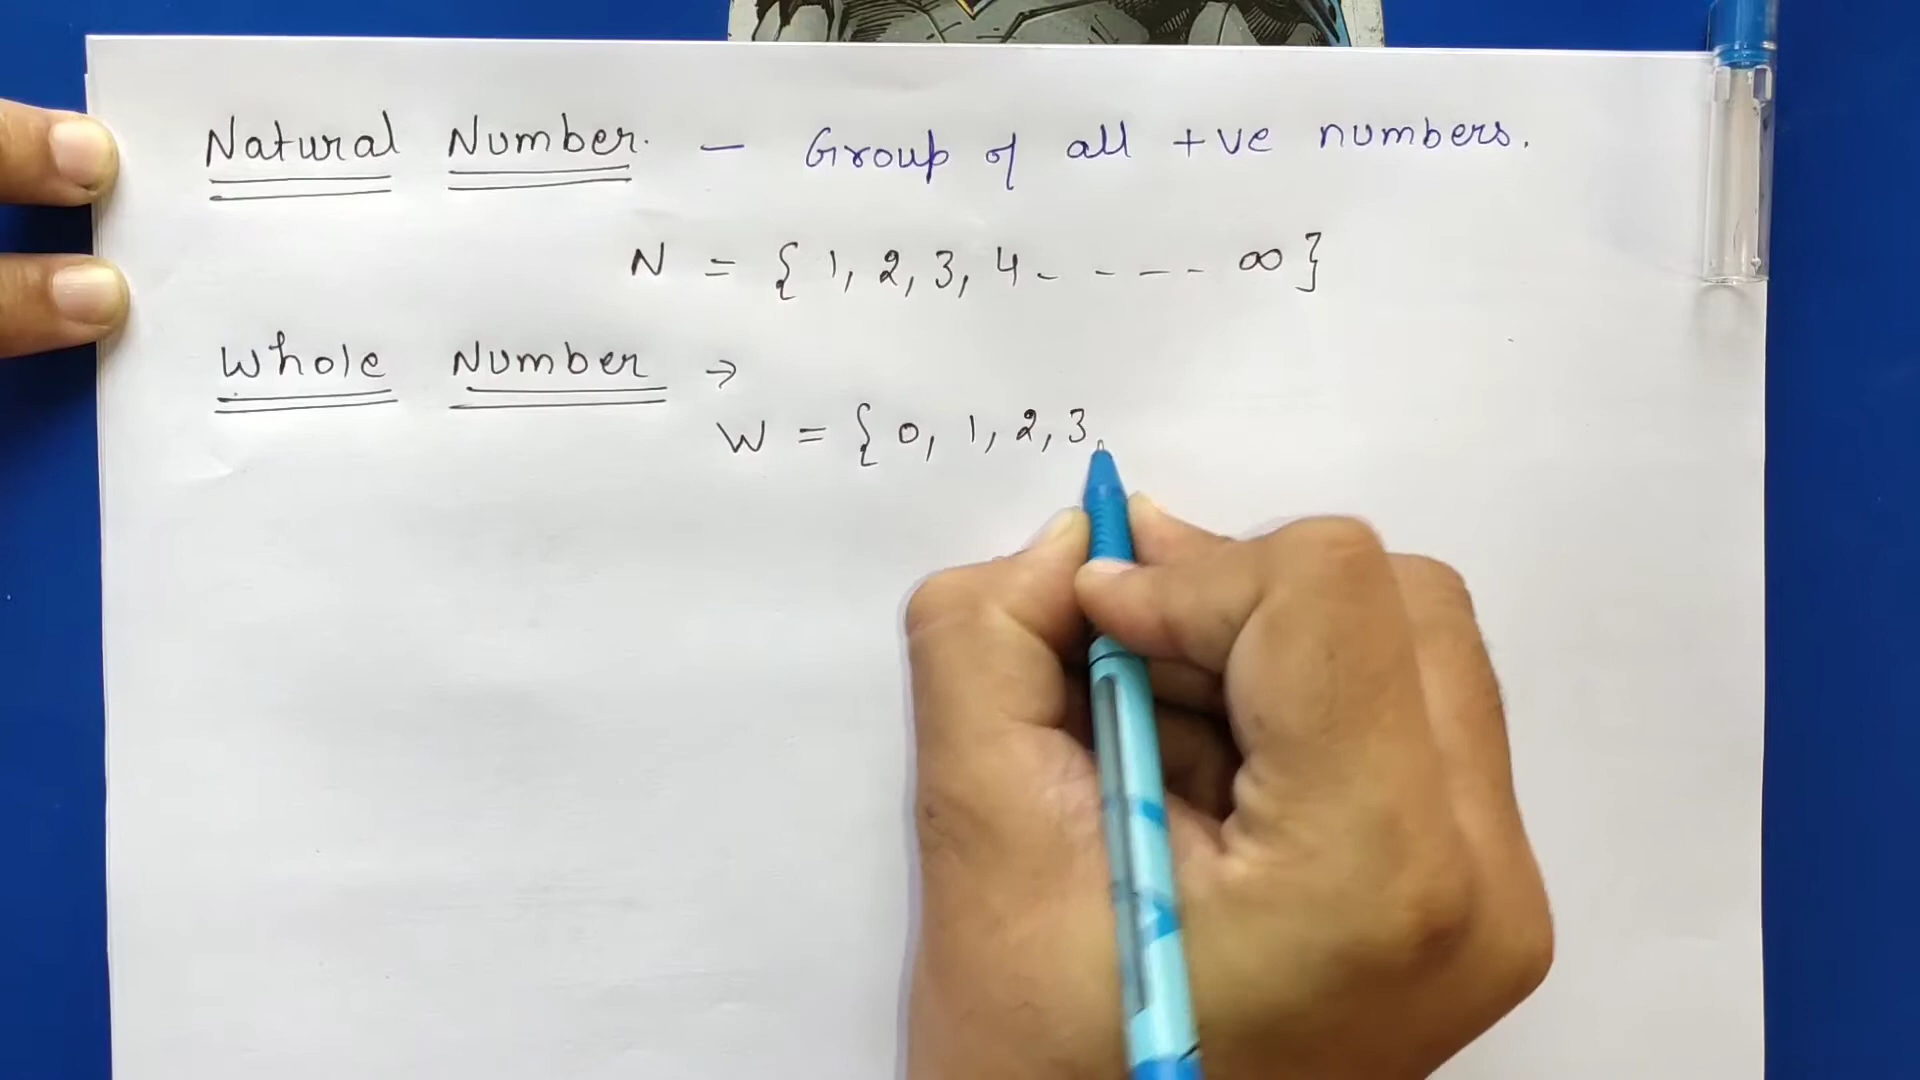 Natural Number. - Group of all +ve numbers.
N = { 1, 2, 3, 4 - - - - ∞ }
Whole Number →
W = { 0, 1, 2, 3,